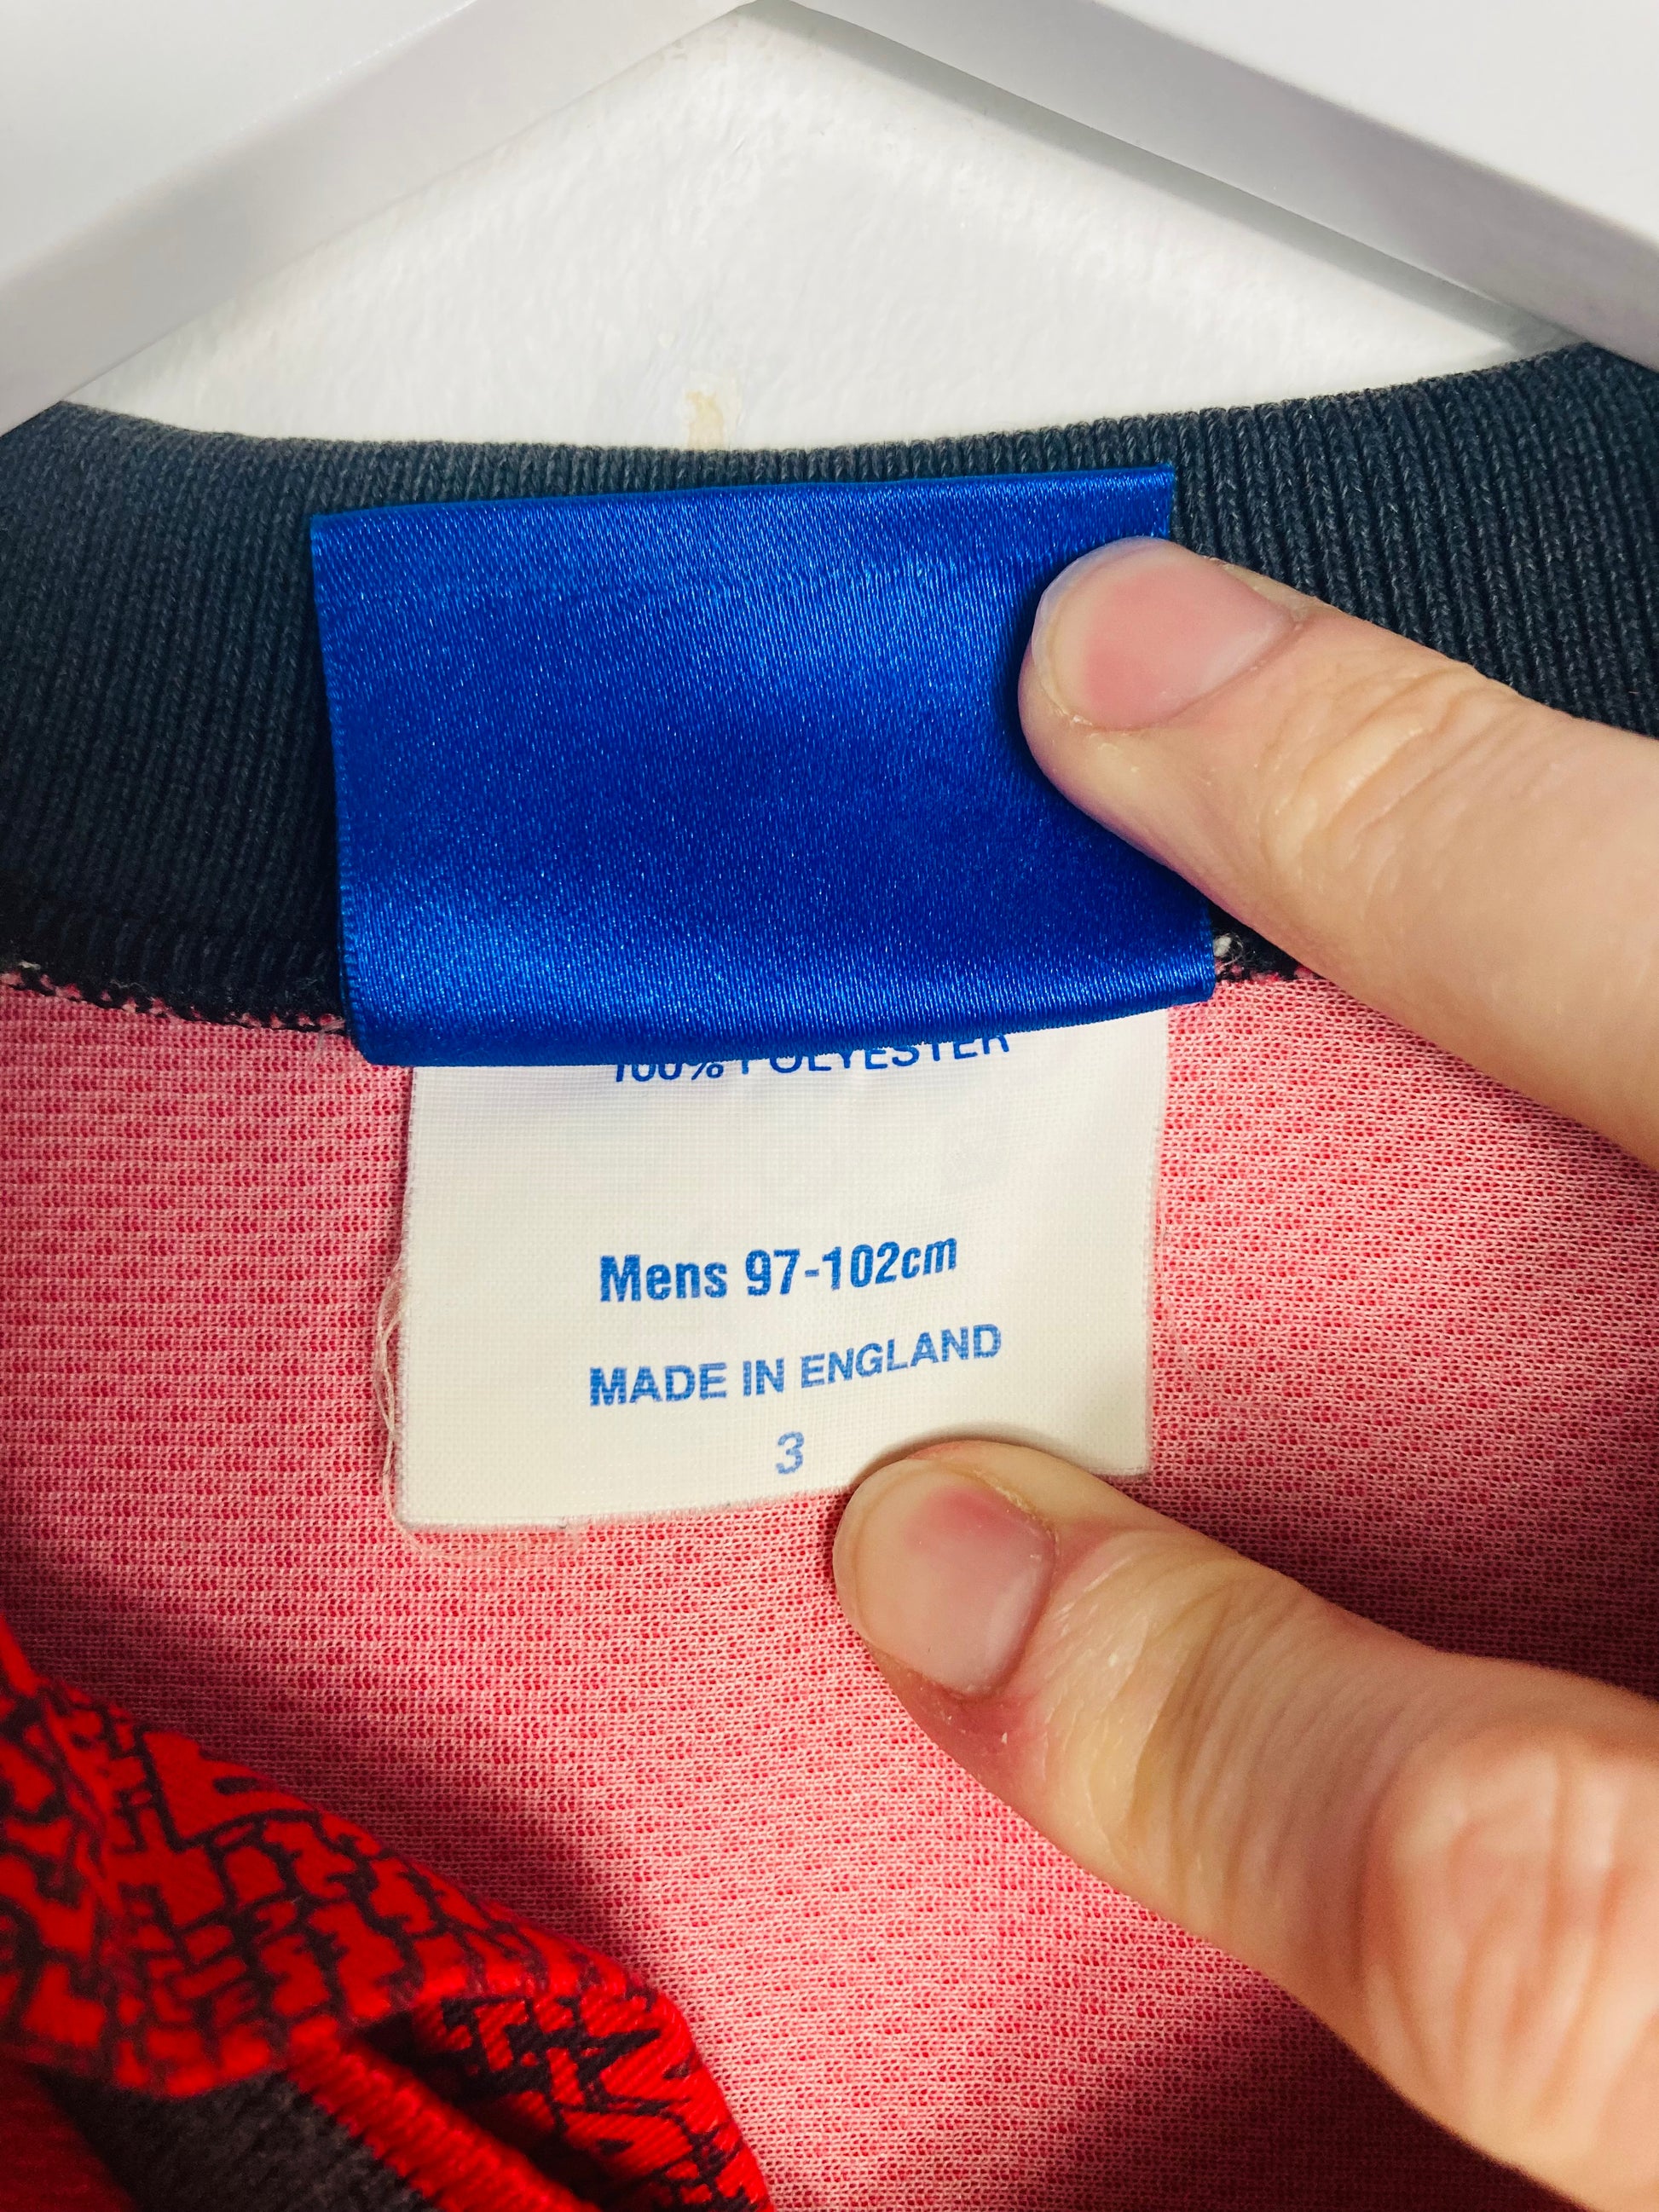 100% POLYESTER
Mens 97-102cm
MADE IN ENGLAND
3